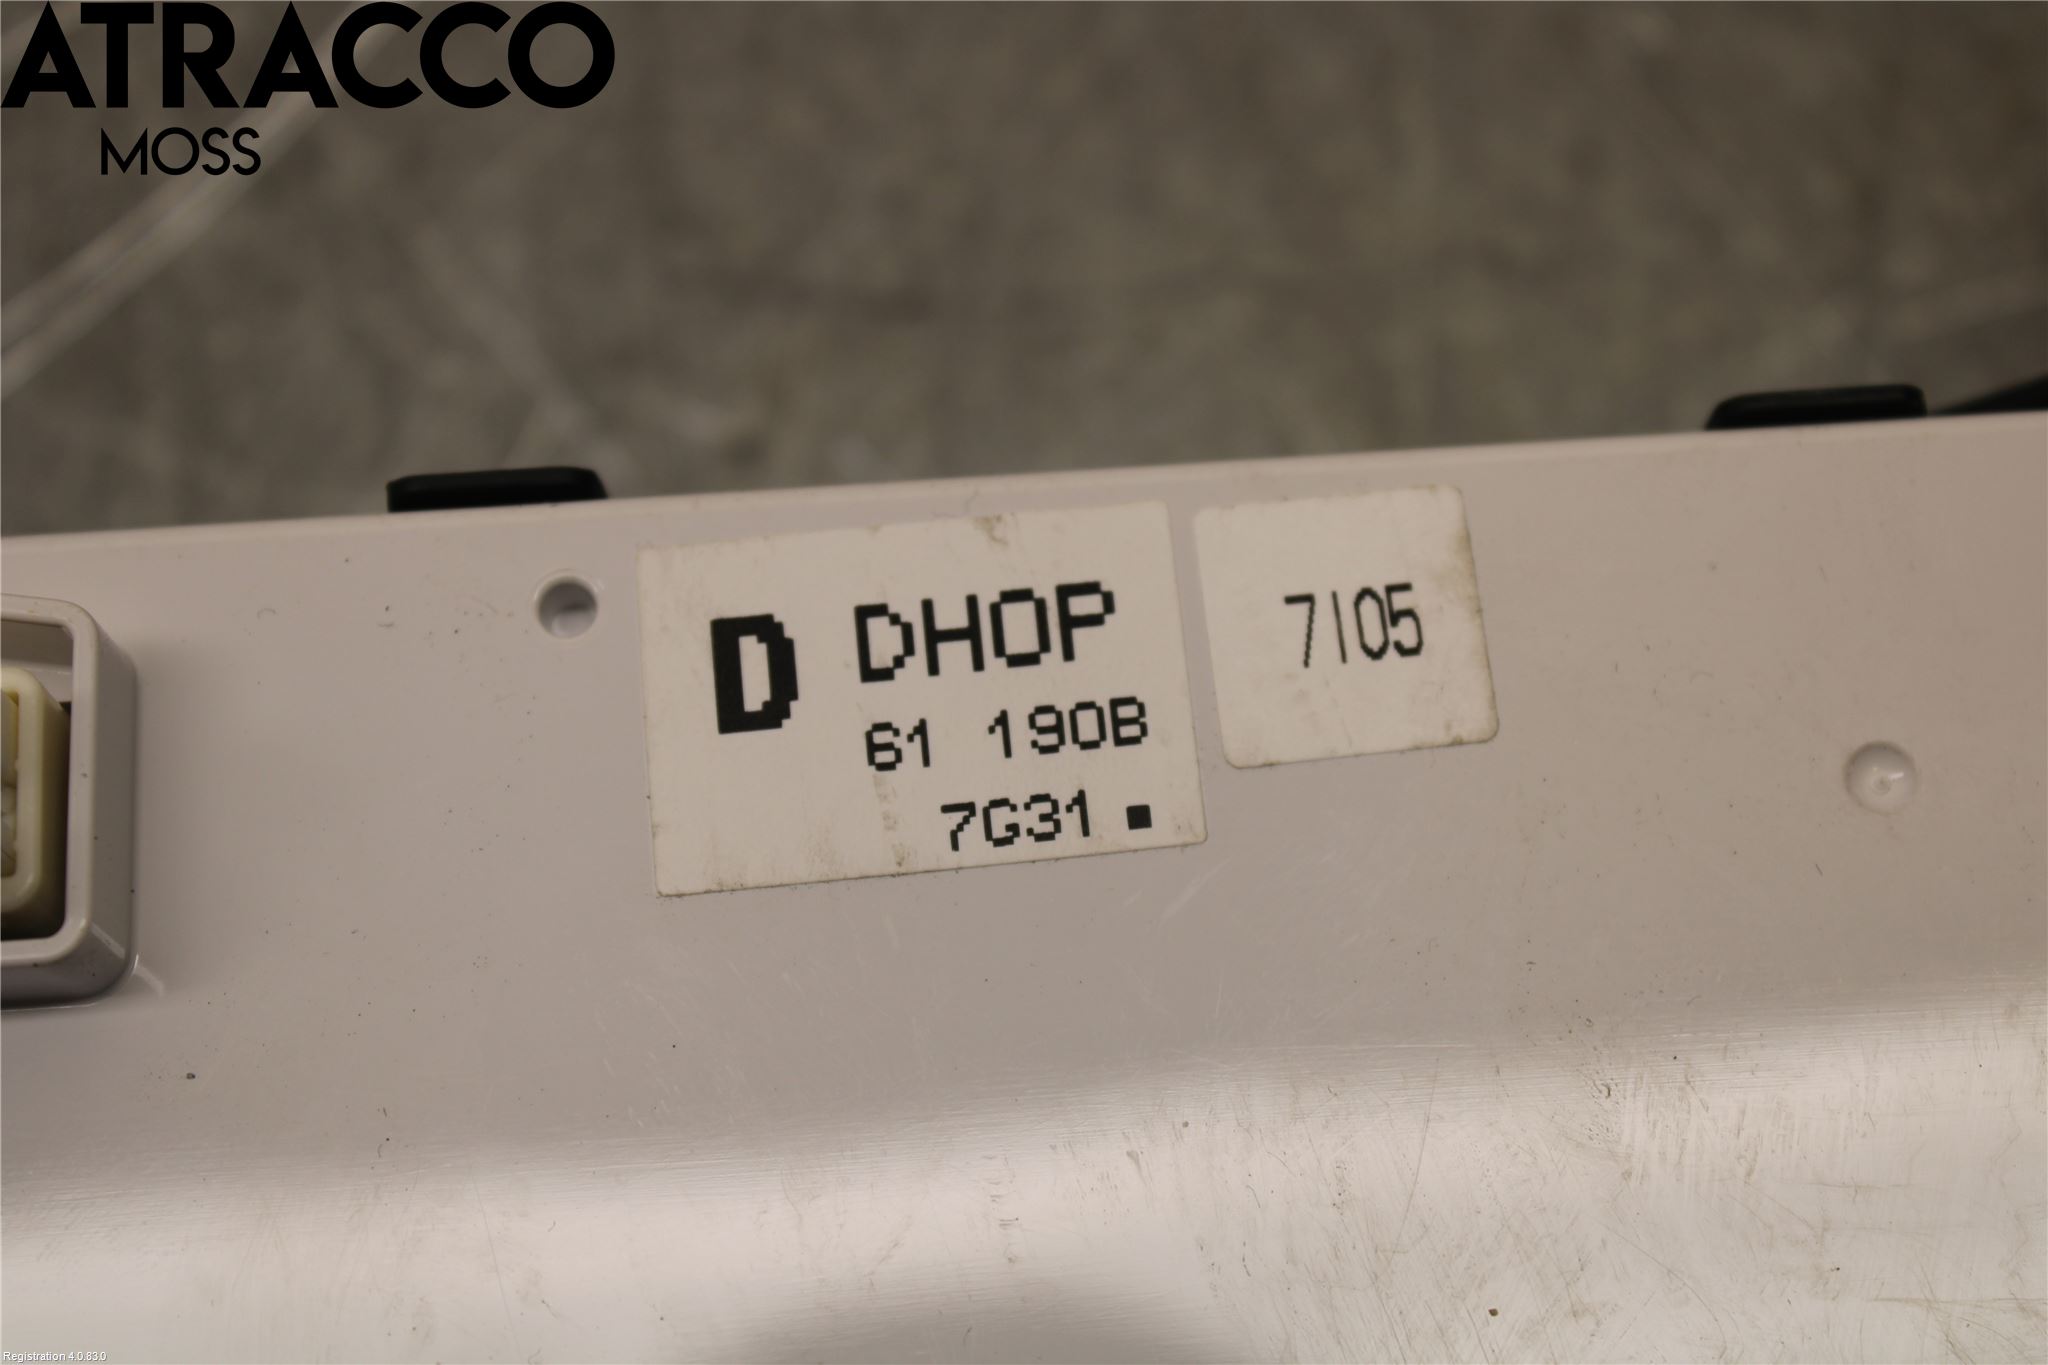 ATRACCO
MOSS
D DHOP
61 190B
7G31
7I05
Registration 4.0.83.0